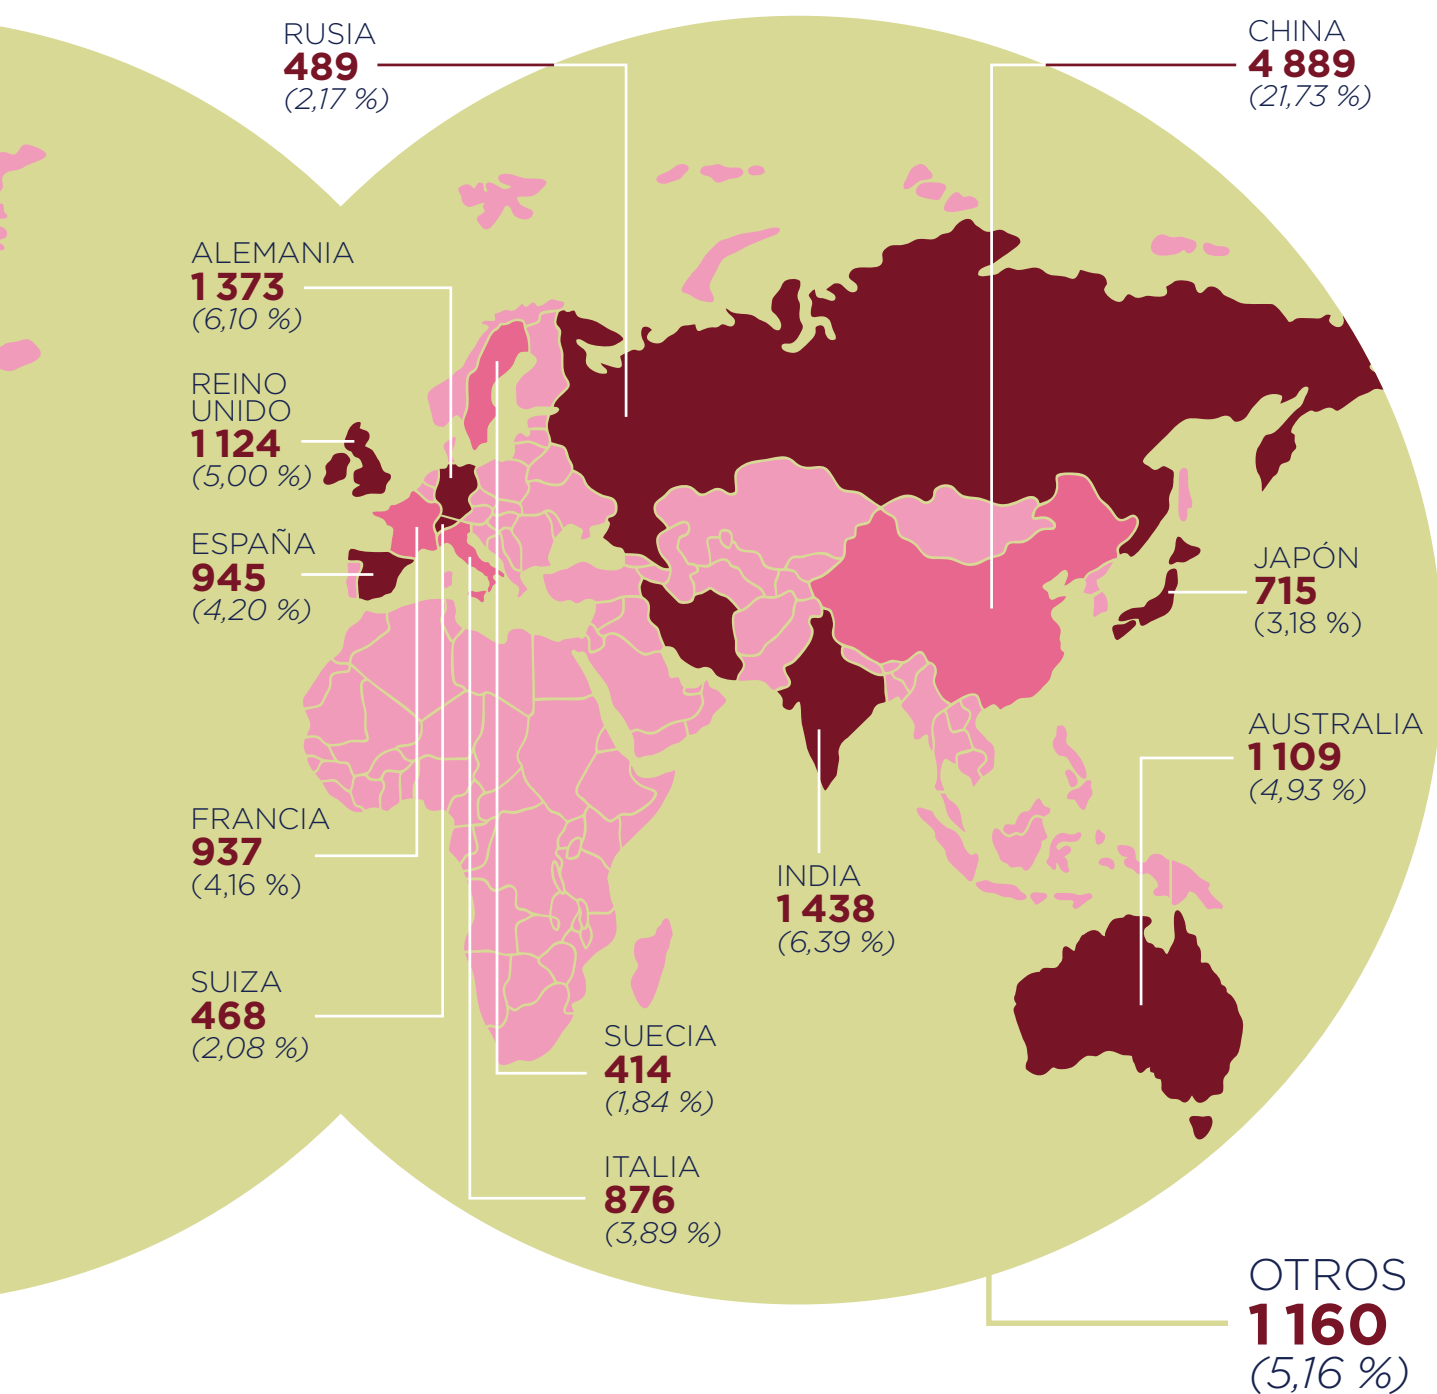 RUSIA
489
(2,17 %)
CHINA
4 889
(21,73 %)
ALEMANIA
1 373
(6,10 %)
REINO
UNIDO
1 124
(5,00 %)
ESPAÑA
945
(4,20 %)
JAPÓN
715
(3,18 %)
AUSTRALIA
1 109
(4,93 %)
FRANCIA
937
(4,16 %)
INDIA
1 438
(6,39 %)
SUIZA
468
(2,08 %)
SUECIA
414
(1,84 %)
ITALIA
876
(3,89 %)
OTROS
1 160
(5,16 %)